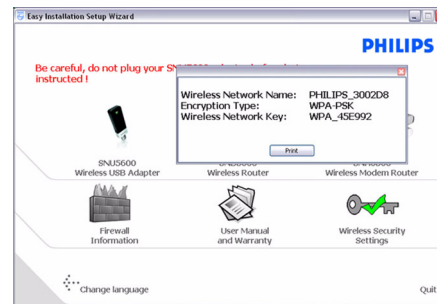 Easy Installation Setup Wizard
PHILIPS
Be careful, do not plug your
instructed !
Wireless Network Name: PHILIPS_3002D8
Encryption Type: WPA-PSK
Wireless Network Key: WPA_45E992
Print
SNU5600
Wireless USB Adapter
Wireless Router
Wireless Modem Router
Firewall
Information
User Manual
and Warranty
Wireless Security
Settings
Change language
Quit